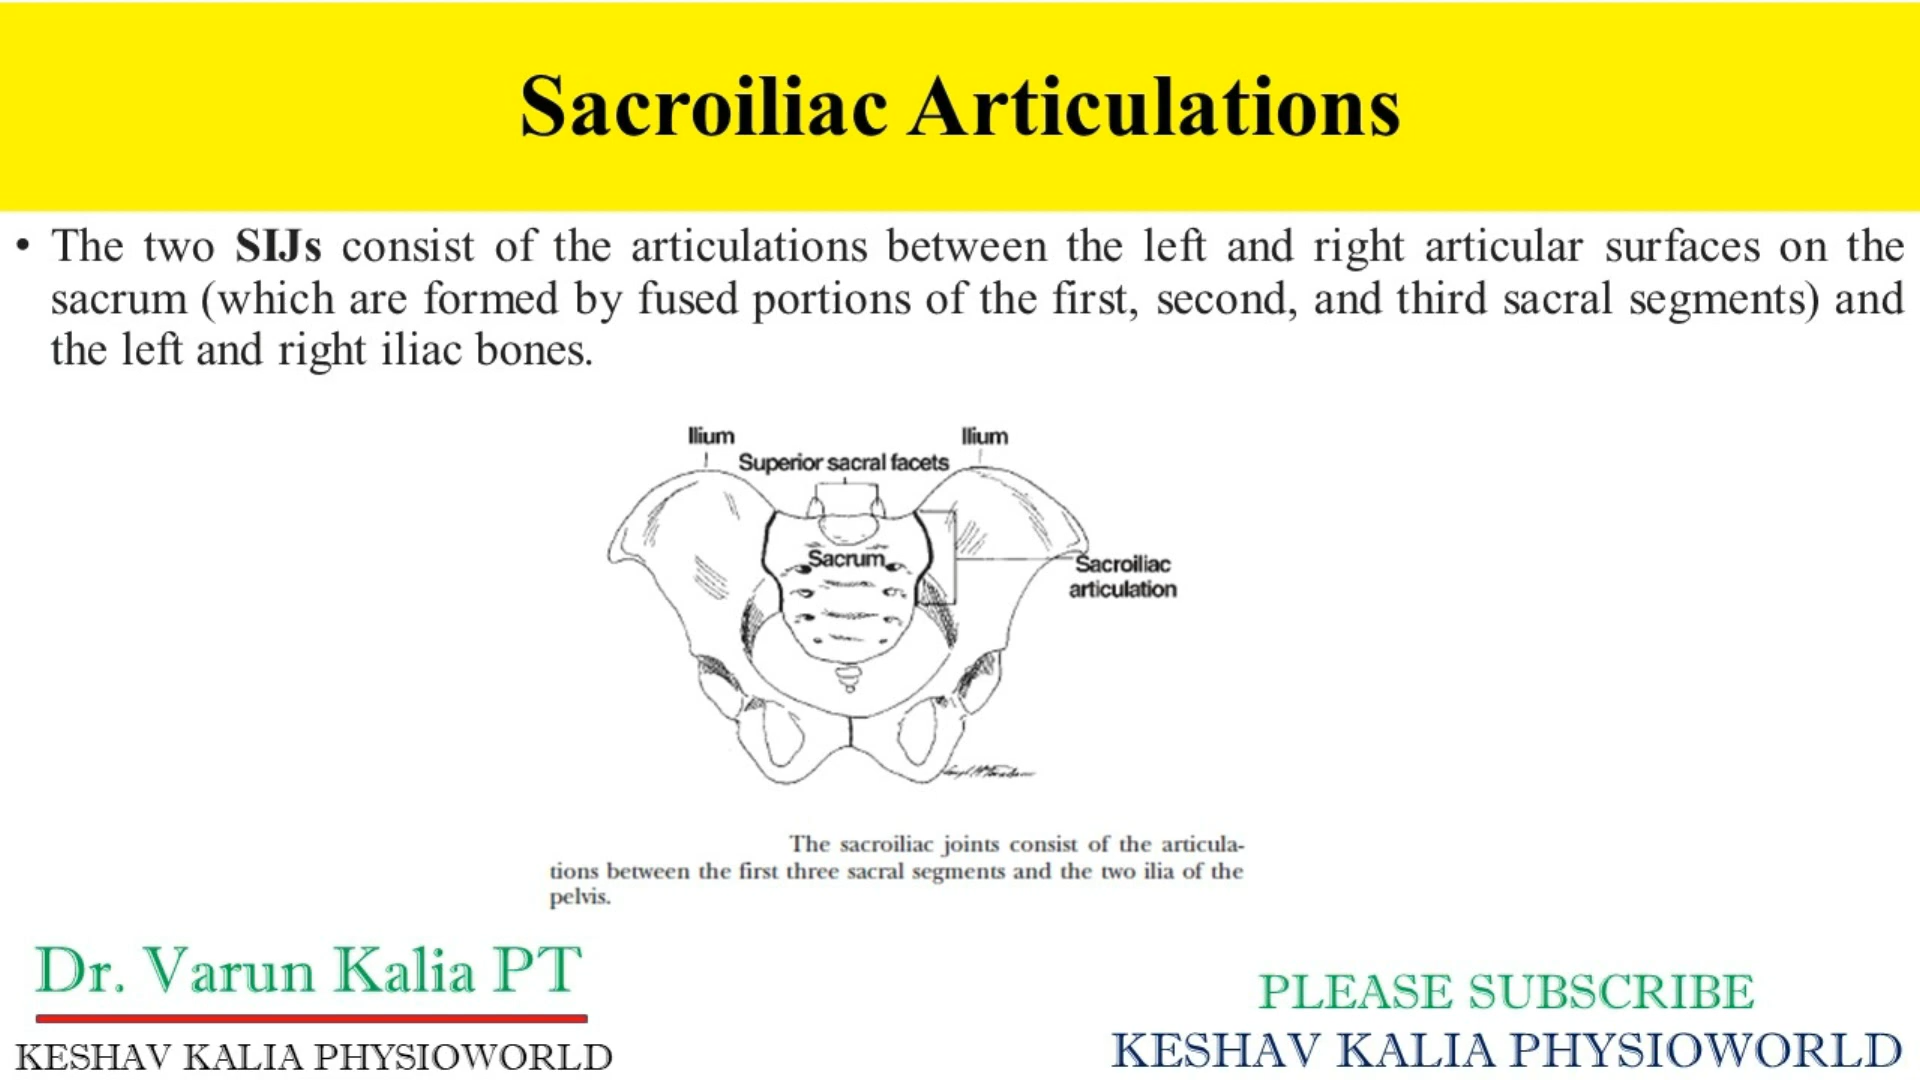 Sacroiliac Articulations
• The two SIJs consist of the articulations between the left and right articular surfaces on the
sacrum (which are formed by fused portions of the first, second, and third sacral segments) and
the left and right iliac bones.
Ilium
Ilium
Superior sacral facets
Sacrum
Sacroiliac
articulation
The sacroiliac joints consist of the articula-
tions between the first three sacral segments and the two ilia of the
pelvis.
Dr. Varun Kalia PT
KESHAV KALIA PHYSIOWORLD
PLEASE SUBSCRIBE
KESHAV KALIA PHYSIOWORLD